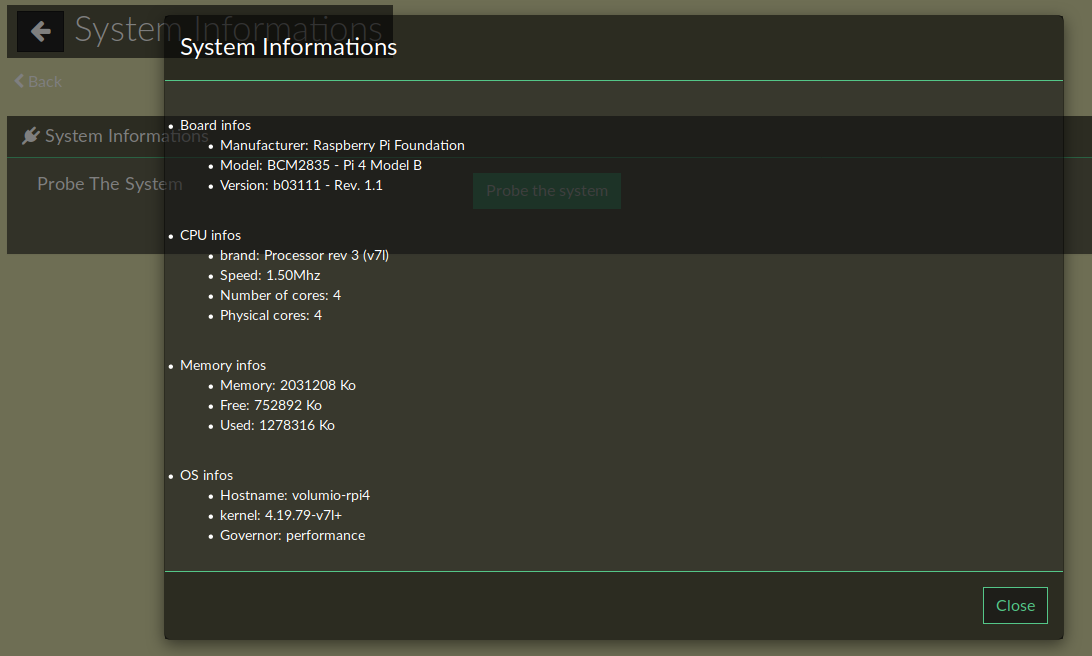 System Informations
Back
System Informations
Probe The System
Probe the system
System Informations
Board infos
Manufacturer: Raspberry Pi Foundation
Model: BCM2835 - Pi 4 Model B
Version: b03111 - Rev. 1.1
CPU infos
brand: Processor rev 3 (v7l)
Speed: 1.50Mhz
Number of cores: 4
Physical cores: 4
Memory infos
Memory: 2031208 Ko
Free: 752892 Ko
Used: 1278316 Ko
OS infos
Hostname: volumio-rpi4
kernel: 4.19.79-v7l+
Governor: performance
Close